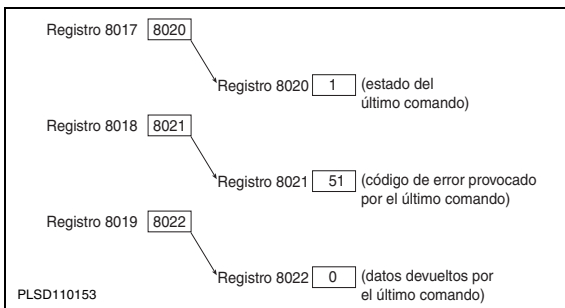 Registro 8017 8020
Registro 8020 1 (estado del
último comando)
Registro 8018 8021
Registro 8021 51 (código de error provocado
por el último comando)
Registro 8019 8022
Registro 8022 0 (datos devueltos por
el último comando)
PLSD110153